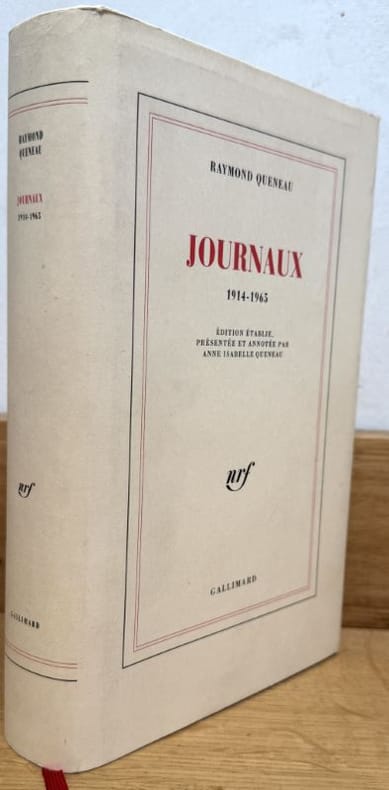 RAYMOND
QUENEAU
JOURNAUX
1914-1965
nrf
GALLIMARD
RAYMOND QUENEAU
JOURNAUX
1914-1965
ÉDITION ÉTABLIE,
PRÉSENTÉE ET ANNOTÉE PAR
ANNE ISABELLE QUENEAU
nrf
GALLIMARD